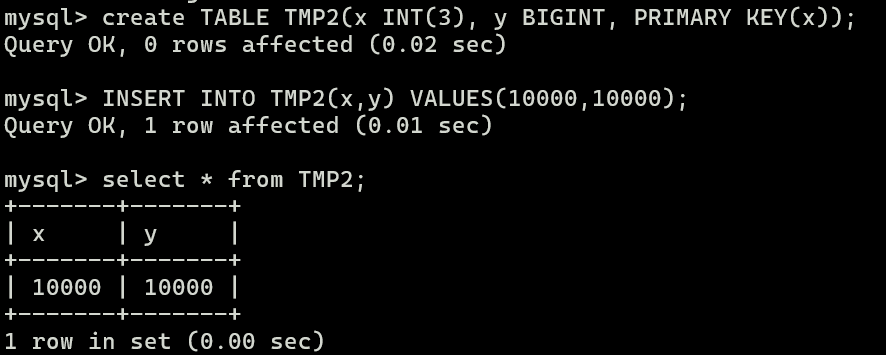 mysql> create TABLE TMP2(x INT(3), y BIGINT, PRIMARY KEY(x));
Query OK, 0 rows affected (0.02 sec)
mysql> INSERT INTO TMP2(x,y) VALUES(10000,10000);
Query OK, 1 row affected (0.01 sec)
mysql> select * from TMP2;
+-------+-------+
| x     | y     |
+-------+-------+
| 10000 | 10000 |
+-------+-------+
1 row in set (0.00 sec)